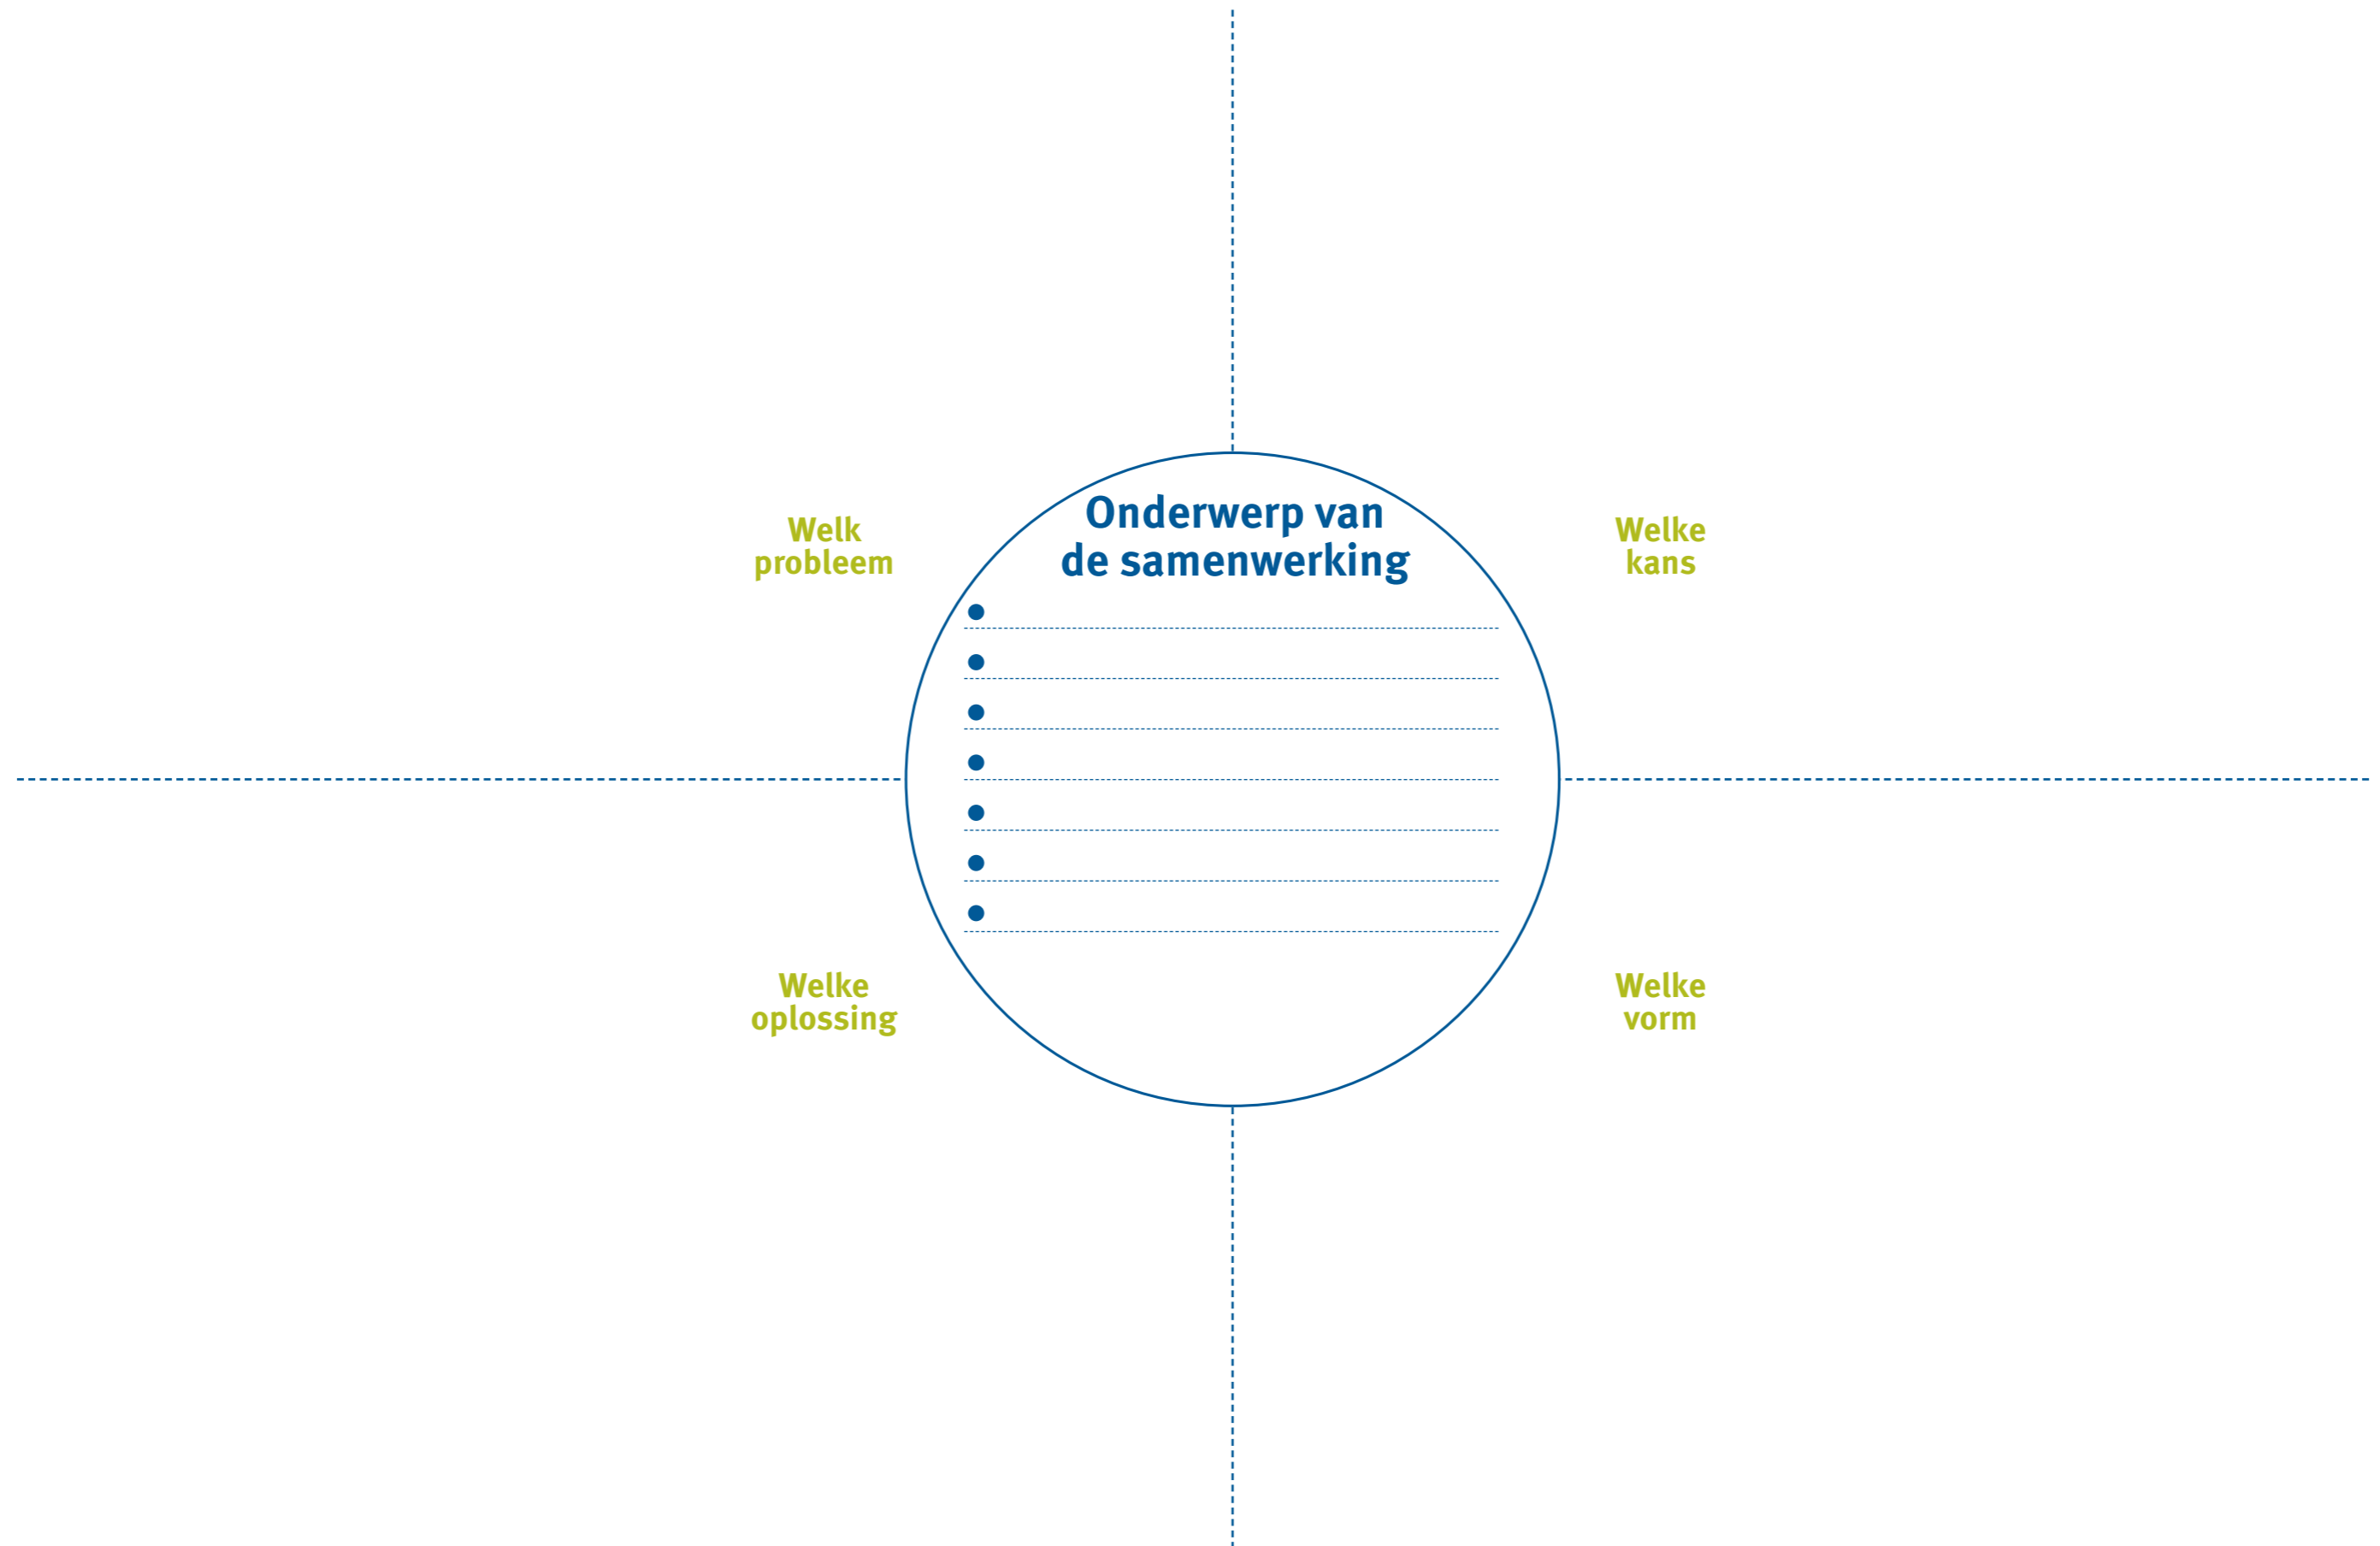 Welk
probleem
Onderwerp van
de samenwerking
Welke
kans
Welke
oplossing
Welke
vorm